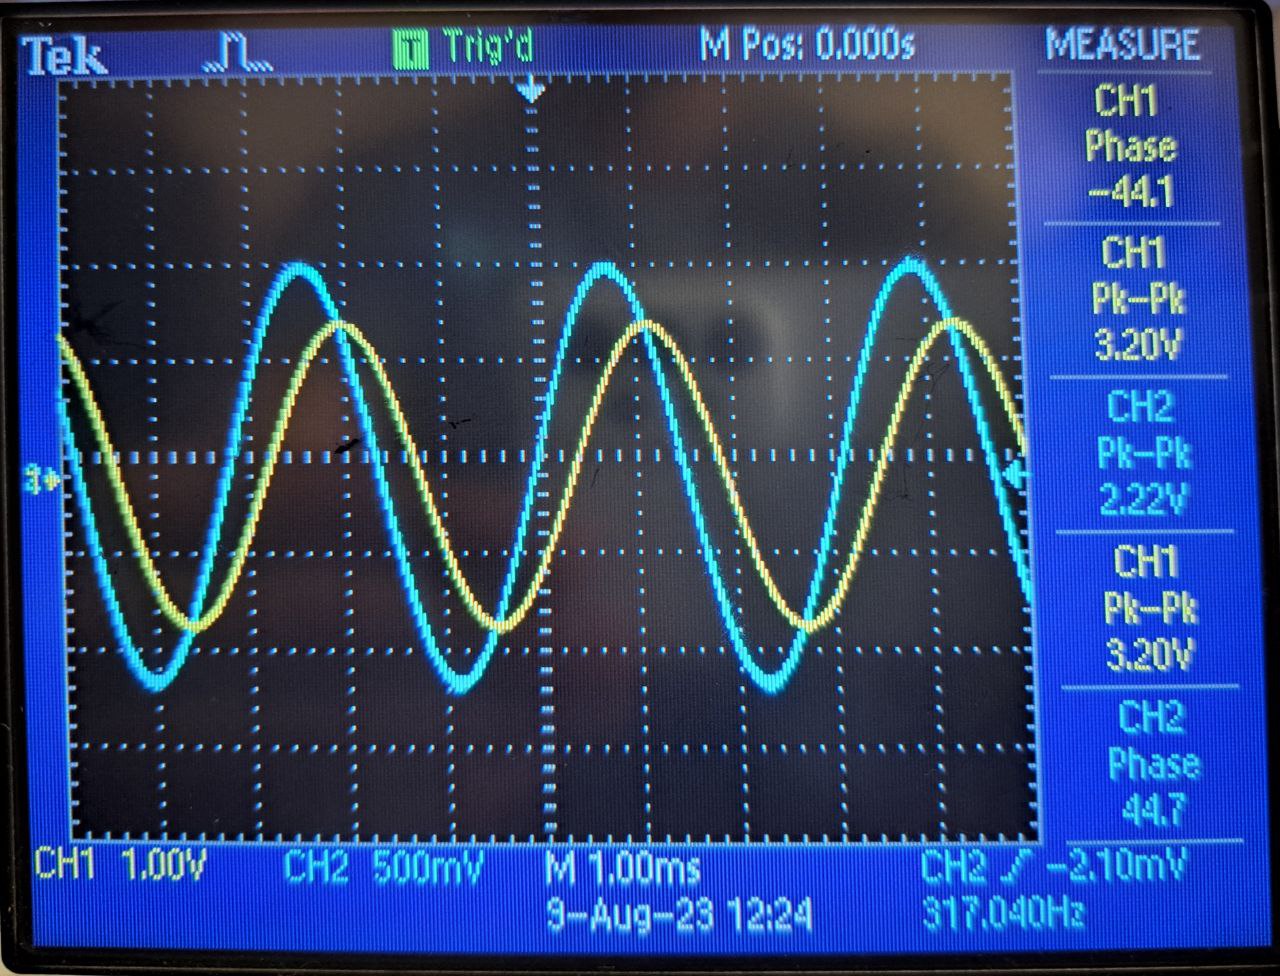 Tek T Trig'd M Pos: 0.000s MEASURE
CH1
Phase
-44.1
CH1
Pk-Pk
3.20V
CH2
Pk-Pk
2.22V
CH1
Pk-Pk
3.20V
CH2
Phase
44.7
CH1 1.00V CH2 500mV M 1.00ms CH2 -2.10mV
9-Aug-23 12:24 317.040Hz